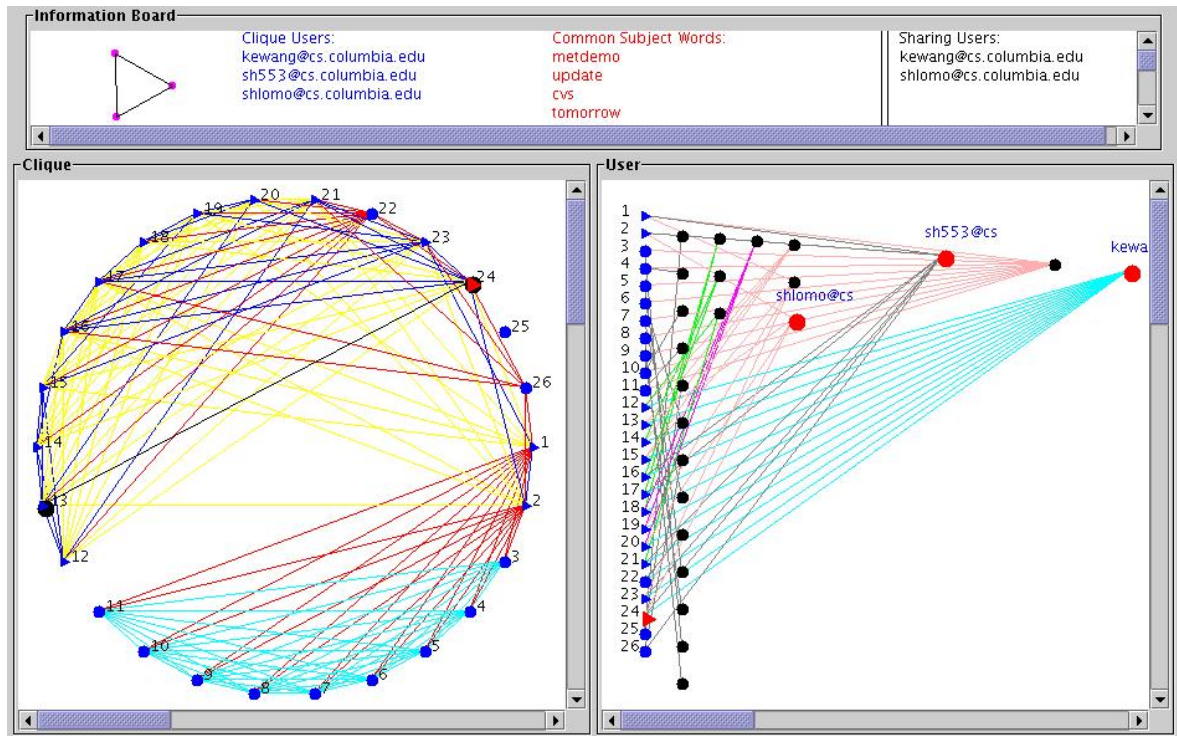 Information Board
Clique Users:
kewang@cs.columbia.edu
sh553@cs.columbia.edu
shlomo@cs.columbia.edu
Common Subject Words:
metdemo
update
cvs
tomorrow
Sharing Users:
kewang@cs.columbia.edu
shlomo@cs.columbia.edu
Clique
20
21
19
22
18
23
17
24
16
25
15
26
14
1
13
2
12
3
11
4
10
5
9
6
8
7
User
1
2
3
4
5
6
7
8
9
10
11
12
13
14
15
16
17
18
19
20
21
22
23
24
25
26
sh553@cs
kewa
shlomo@cs